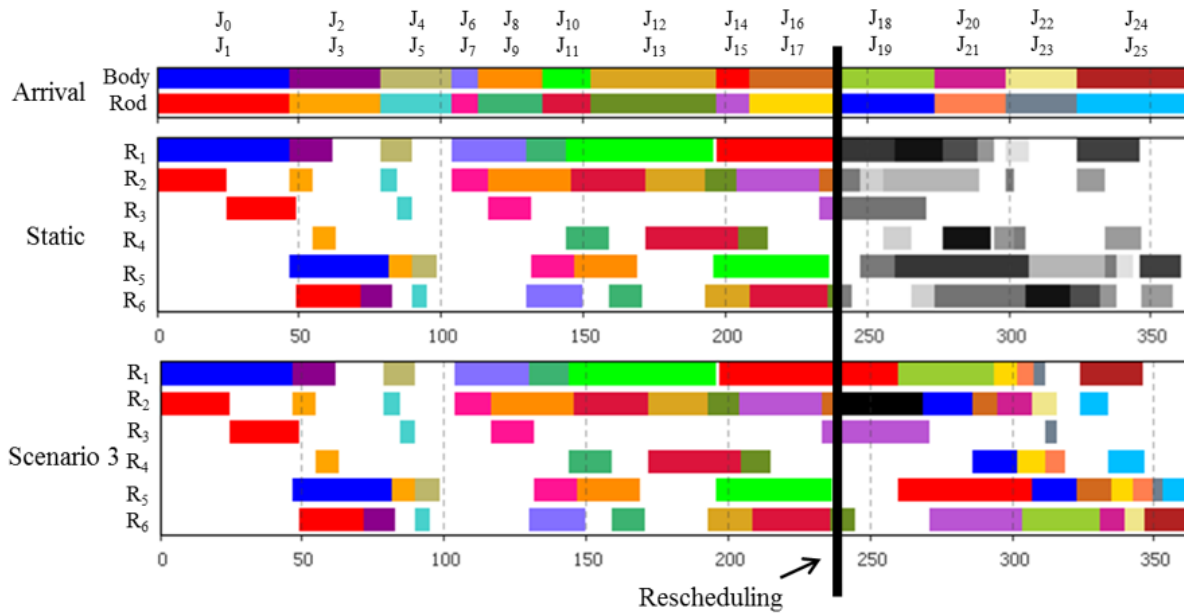 J0 J2 J4 J6 J8 J10 J12 J14 J16 J18 J20 J22 J24
J1 J3 J5 J7 J9 J11 J13 J15 J17 J19 J21 J23 J25
Arrival
Body
Rod
Static
R1
R2
R3
R4
R5
R6
0 50 100 150 200 250 300 350
Scenario 3
R1
R2
R3
R4
R5
R6
0 50 100 150 200 250 300 350
Rescheduling